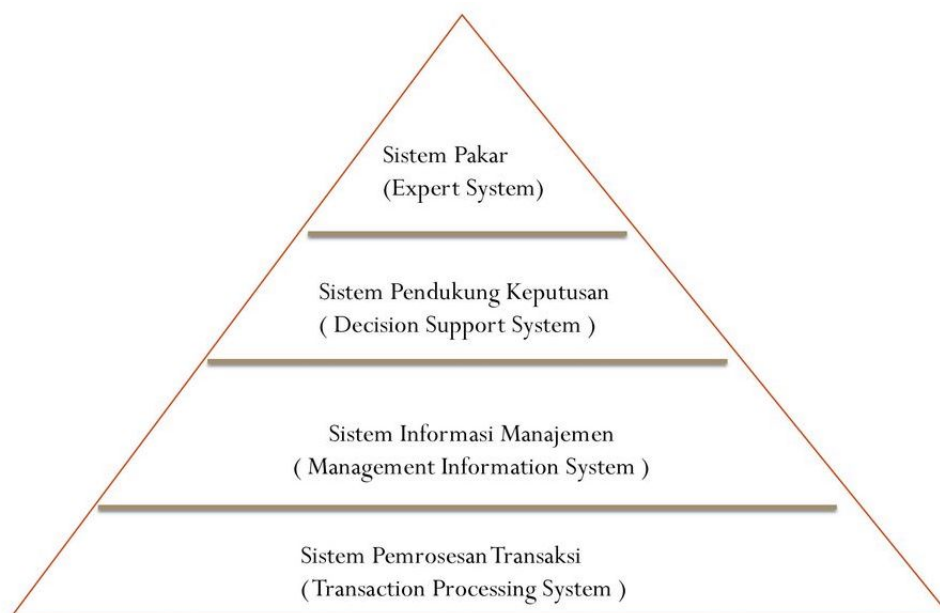 Sistem Pakar
(Expert System)
Sistem Pendukung Keputusan
( Decision Support System )
Sistem Informasi Manajemen
( Management Information System )
Sistem Pemrosesan Transaksi
( Transaction Processing System )